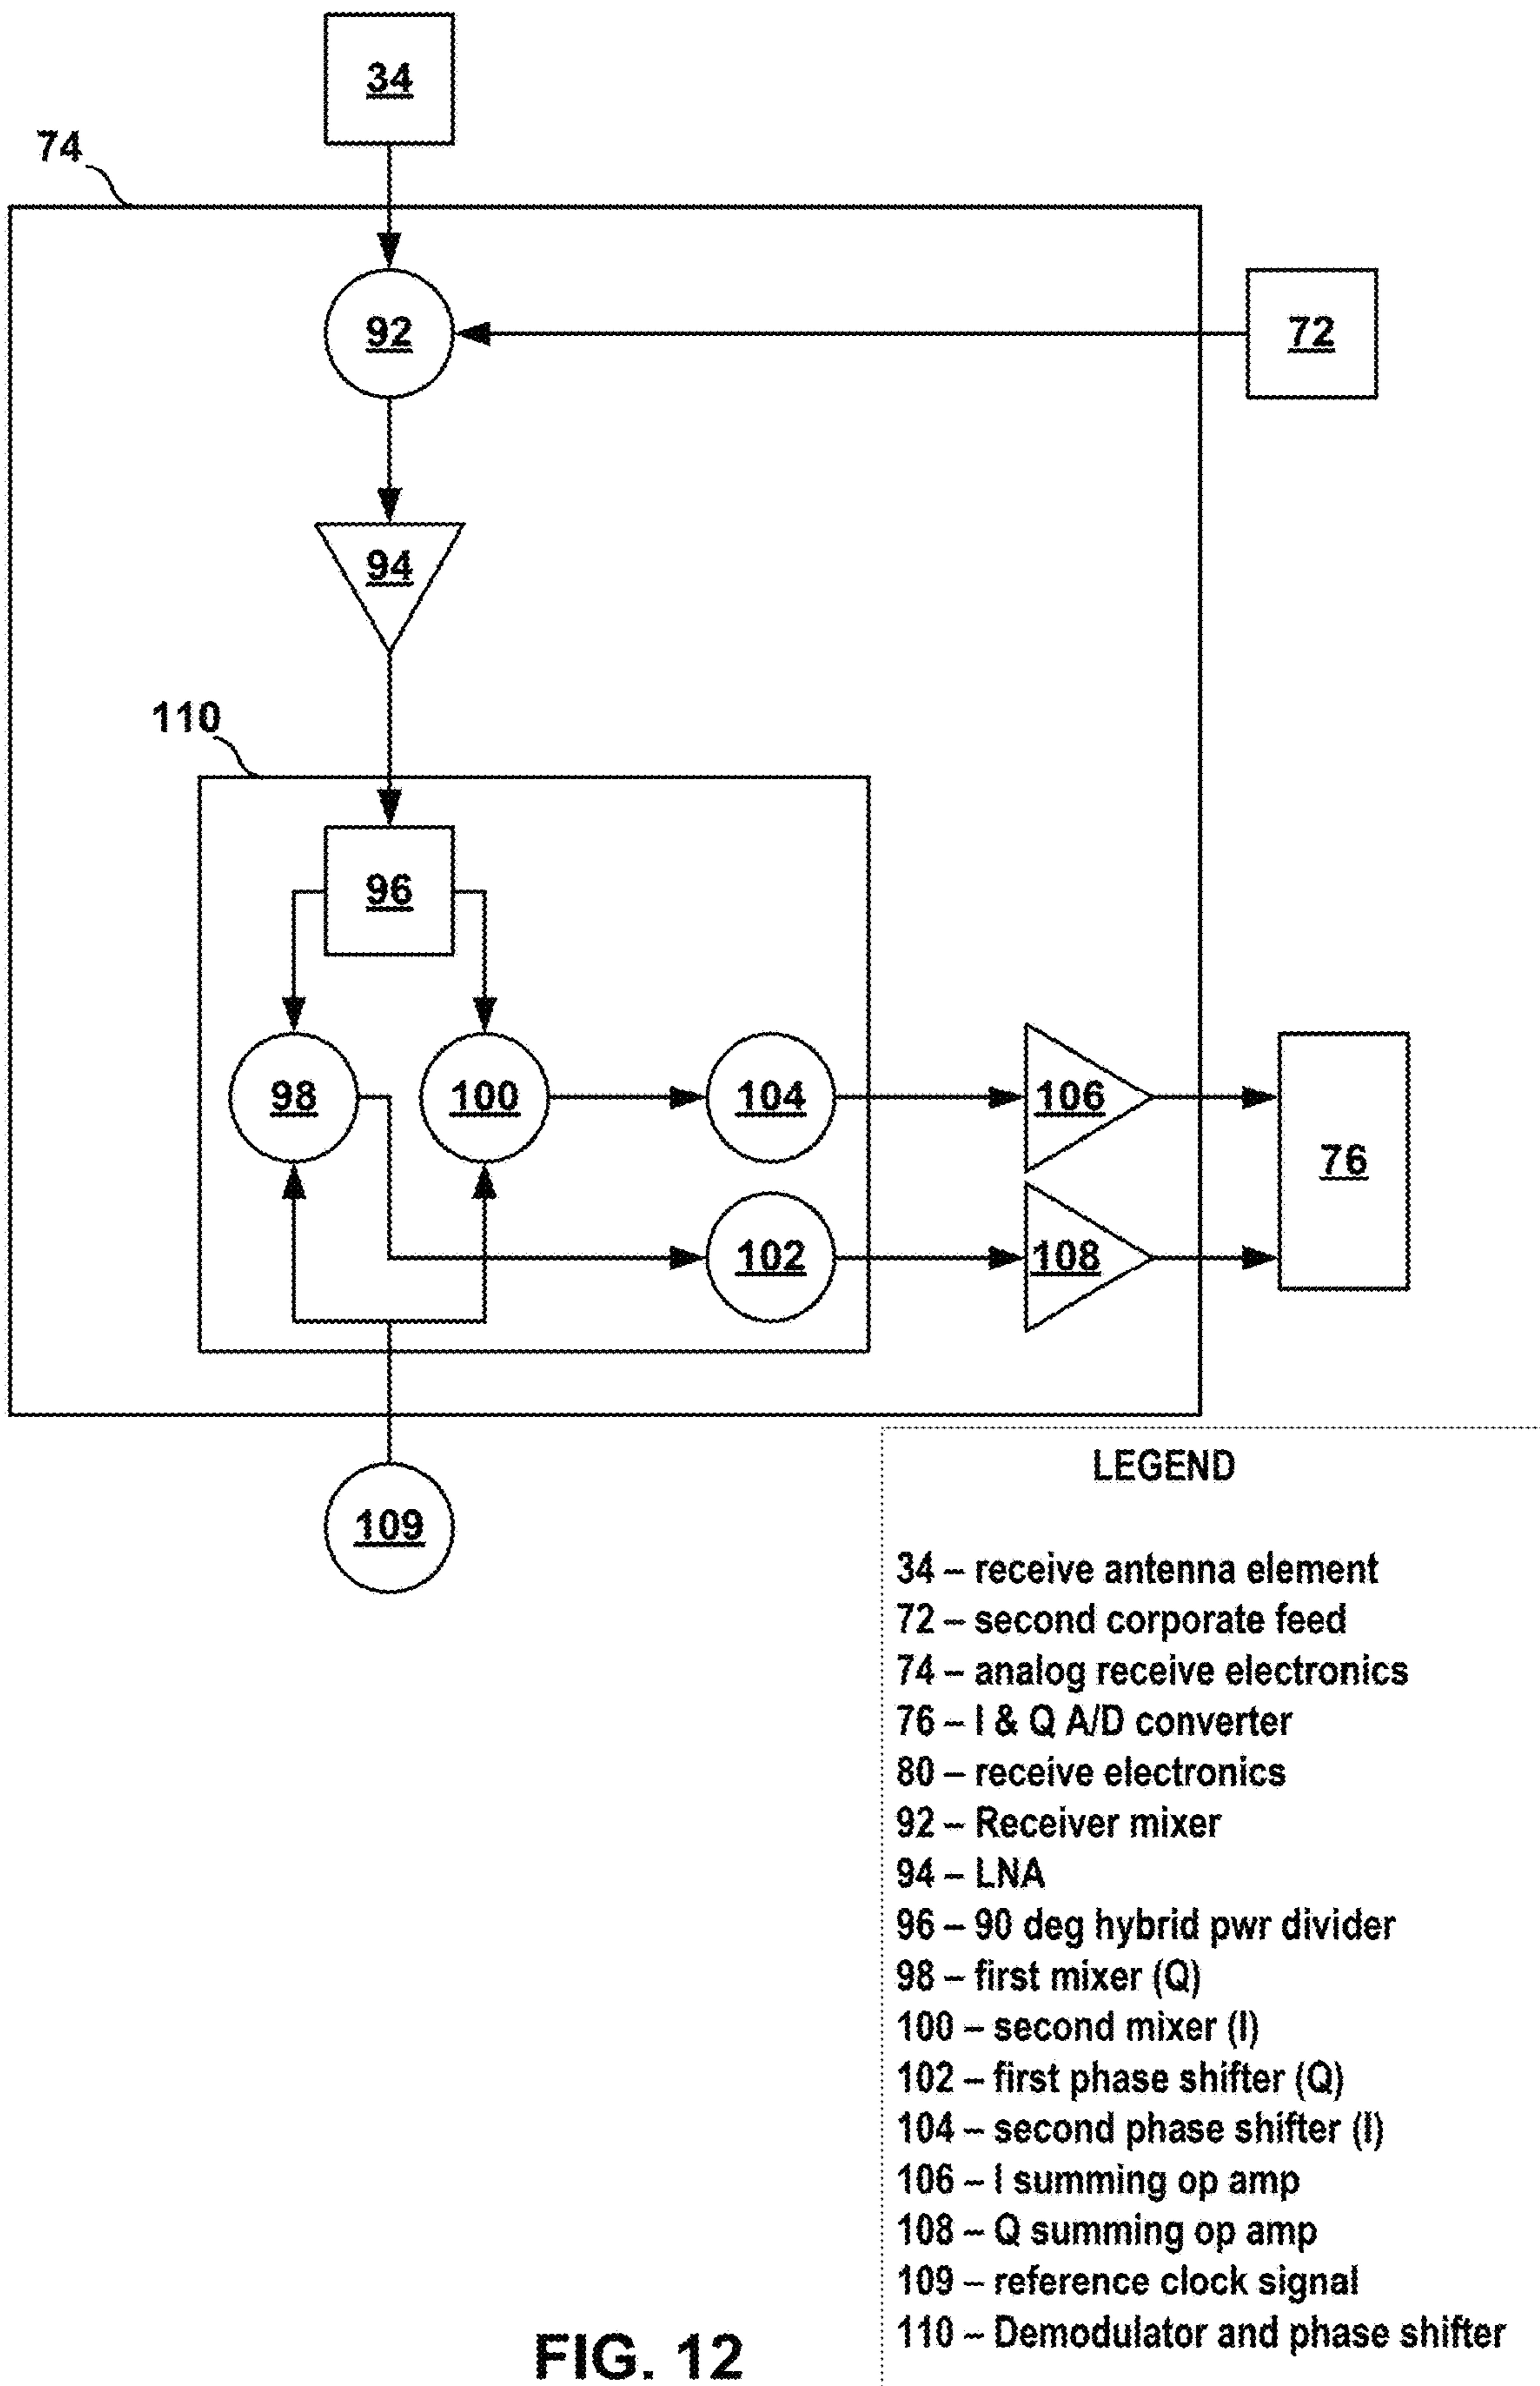 34
74
92
72
94
110
96
98
100
104
106
76
102
108
109
LEGEND
34 – receive antenna element
72 – second corporate feed
74 – analog receive electronics
76 – I & Q A/D converter
80 – receive electronics
92 – Receiver mixer
94 – LNA
96 – 90 deg hybrid pwr divider
98 – first mixer (Q)
100 – second mixer (I)
102 – first phase shifter (Q)
104 – second phase shifter (I)
106 – I summing op amp
108 – Q summing op amp
109 – reference clock signal
110 – Demodulator and phase shifter
FIG. 12